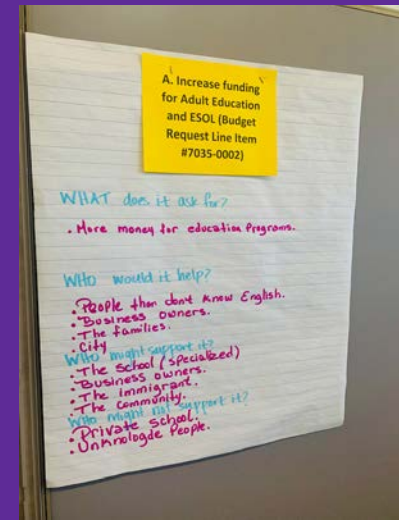 A. Increase funding
for Adult Education
and ESOL (Budget
Request Line Item
#7035-0002)
WHAT does it ask for?
• More money for education Programs.
WHO would it help?
• People than don't know English.
• Business owners.
• The families.
• City
WHO might support it?
• The school (specialized)
• Business owners.
• The immigrant.
• The community.
WHO might not support it?
• Private school.
• Unknologde People.